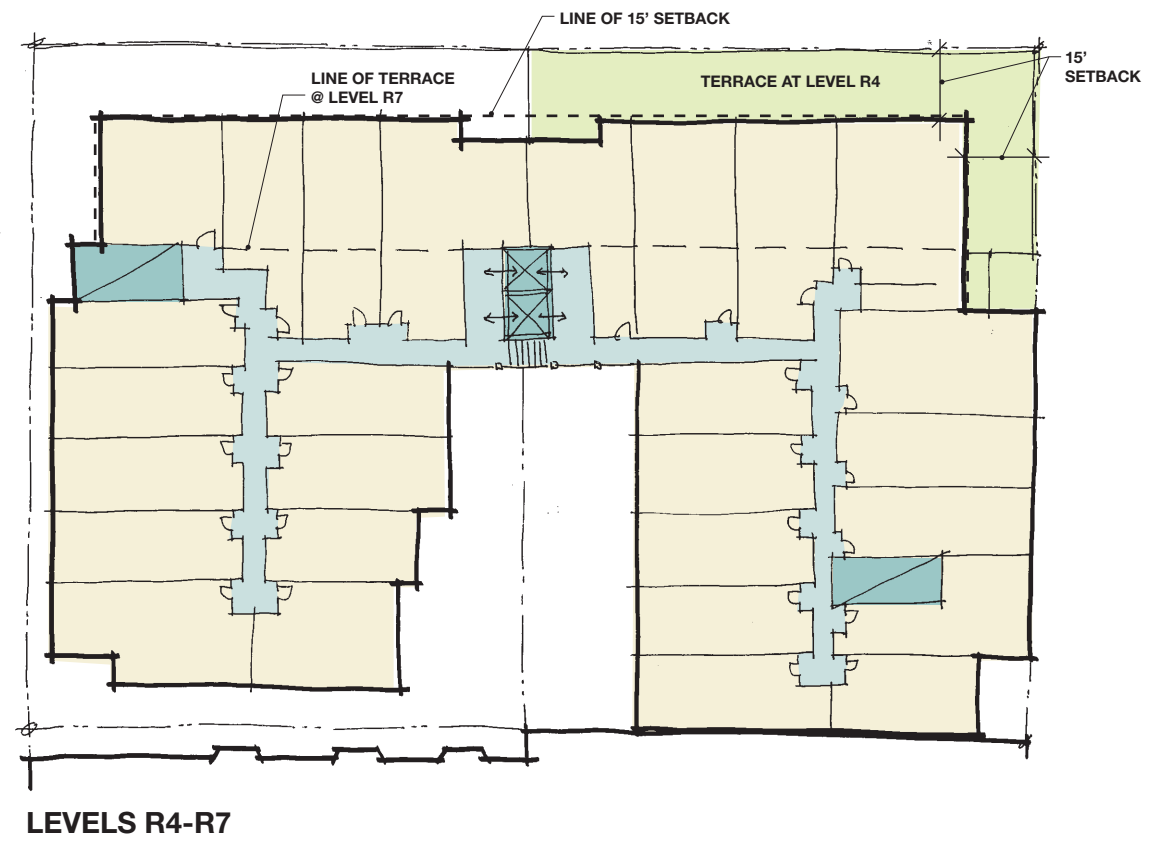 LINE OF 15’ SETBACK
LINE OF TERRACE
@ LEVEL R7
TERRACE AT LEVEL R4
15’
SETBACK
LEVELS R4-R7